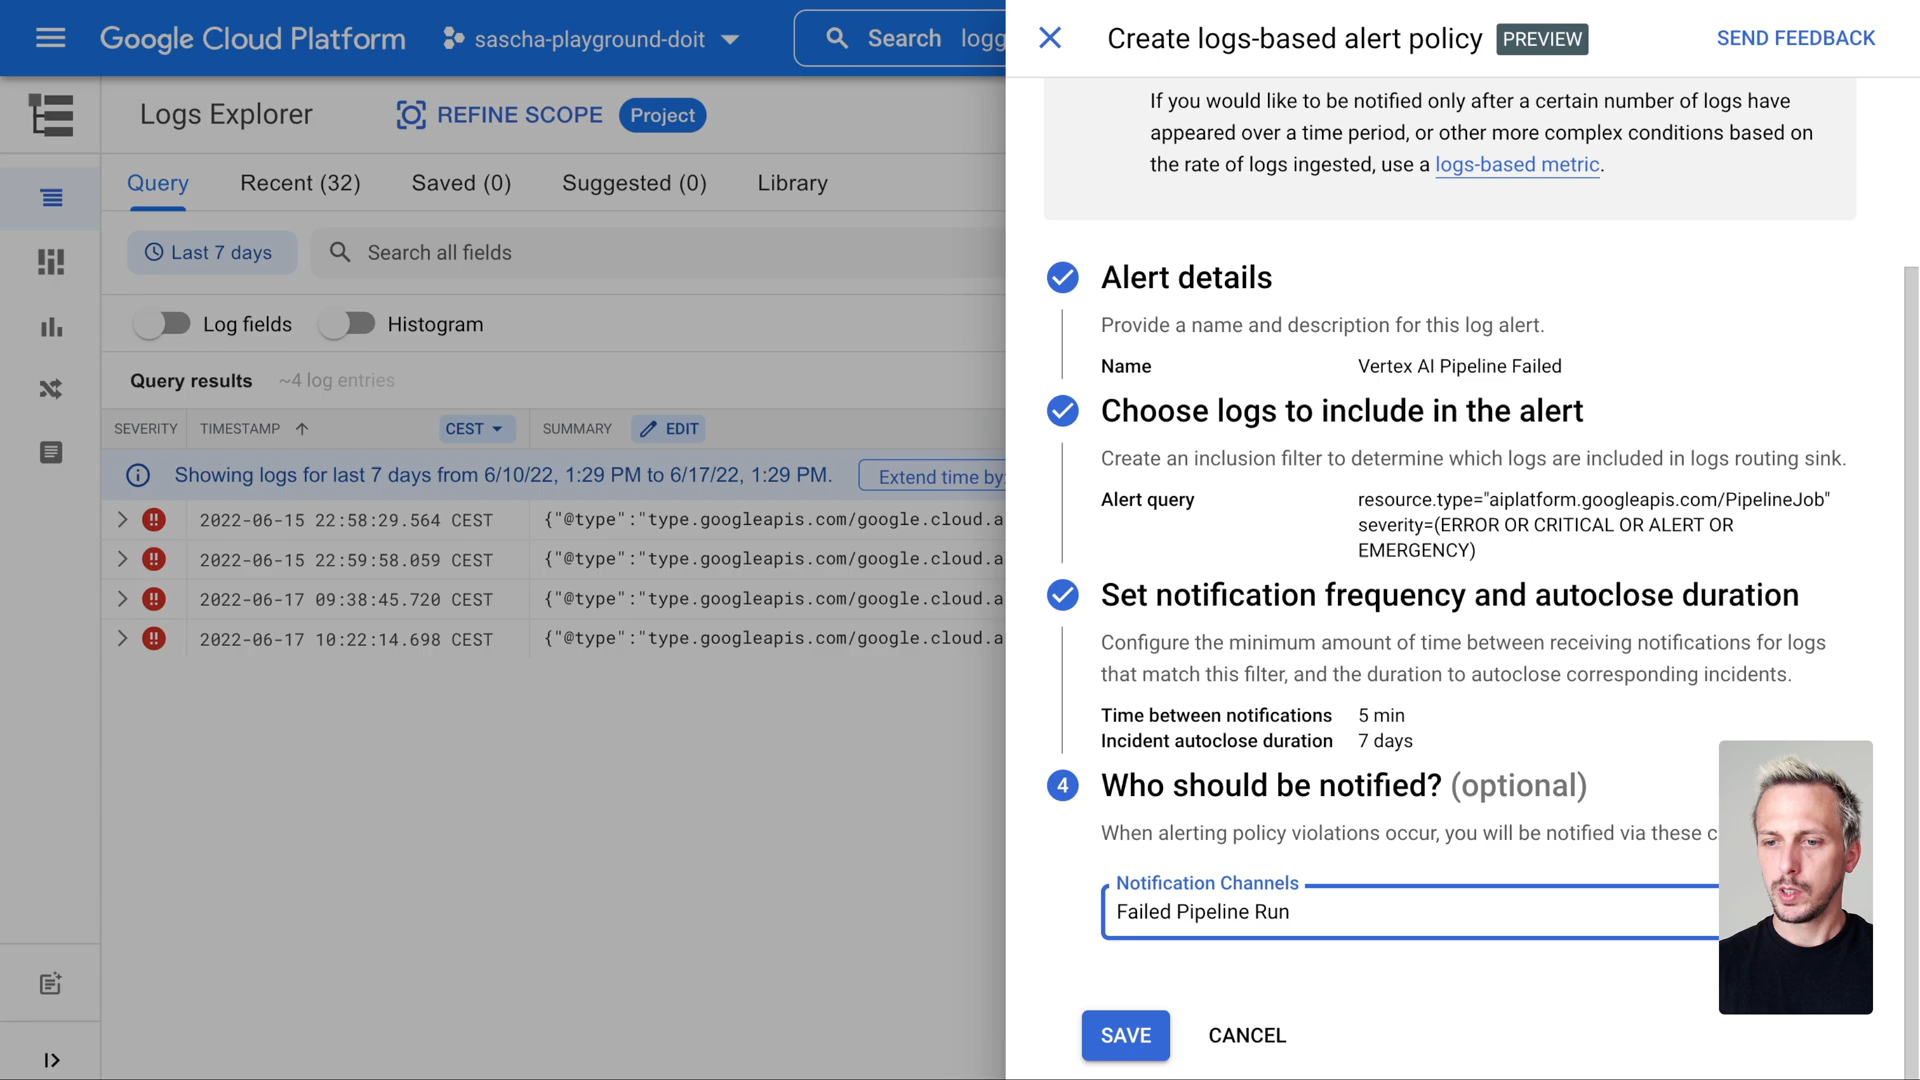 Google Cloud Platform
sascha-playground-doit
Search logg
Logs Explorer
REFINE SCOPE
Project
Query
Recent (32)
Saved (0)
Suggested (0)
Library
Last 7 days
Search all fields
Log fields
Histogram
Query results
~4 log entries
SEVERITY
TIMESTAMP
CEST
SUMMARY
EDIT
Showing logs for last 7 days from 6/10/22, 1:29 PM to 6/17/22, 1:29 PM.
Extend time by:
2022-06-15 22:58:29.564 CEST {"@type":"type.googleapis.com/google.cloud.a
2022-06-15 22:59:58.059 CEST {"@type":"type.googleapis.com/google.cloud.a
2022-06-17 09:38:45.720 CEST {"@type":"type.googleapis.com/google.cloud.a
2022-06-17 10:22:14.698 CEST {"@type":"type.googleapis.com/google.cloud.a
Create logs-based alert policy
PREVIEW
SEND FEEDBACK
If you would like to be notified only after a certain number of logs have
appeared over a time period, or other more complex conditions based on
the rate of logs ingested, use a logs-based metric.
Alert details
Provide a name and description for this log alert.
Name Vertex AI Pipeline Failed
Choose logs to include in the alert
Create an inclusion filter to determine which logs are included in logs routing sink.
Alert query resource.type="aiplatform.googleapis.com/PipelineJob"
severity=(ERROR OR CRITICAL OR ALERT OR
EMERGENCY)
Set notification frequency and autoclose duration
Configure the minimum amount of time between receiving notifications for logs
that match this filter, and the duration to autoclose corresponding incidents.
Time between notifications 5 min
Incident autoclose duration 7 days
4 Who should be notified? (optional)
When alerting policy violations occur, you will be notified via these c
Notification Channels
Failed Pipeline Run
SAVE
CANCEL